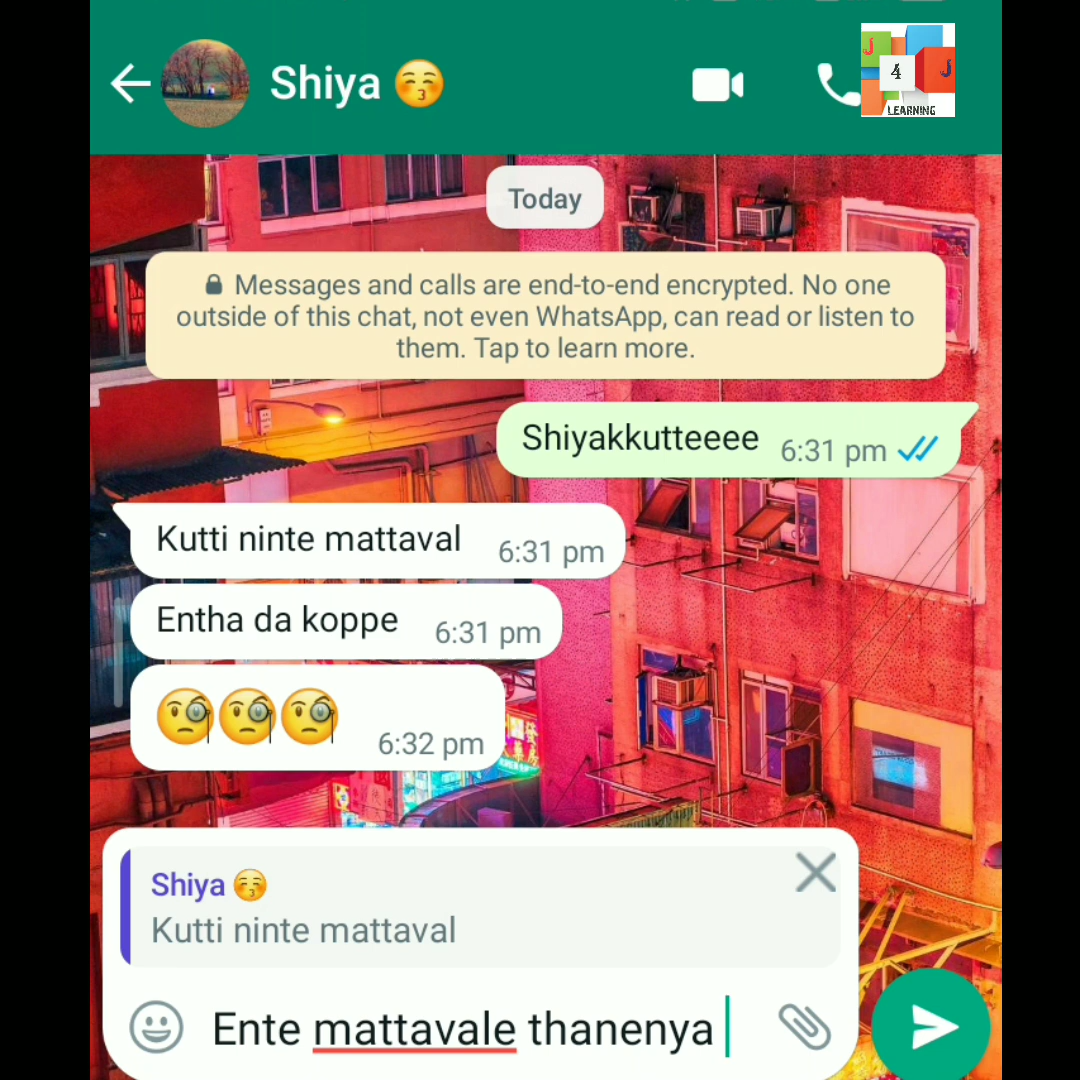 Shiya 😚
J
4
J
LEARNING
Today
🔒 Messages and calls are end-to-end encrypted. No one
outside of this chat, not even WhatsApp, can read or listen to
them. Tap to learn more.
Shiyakkutteeee 6:31 pm
Kutti ninte mattaval 6:31 pm
Entha da koppe 6:31 pm
🧐🧐🧐 6:32 pm
Shiya 😚
Kutti ninte mattaval
Ente mattavale thanenya